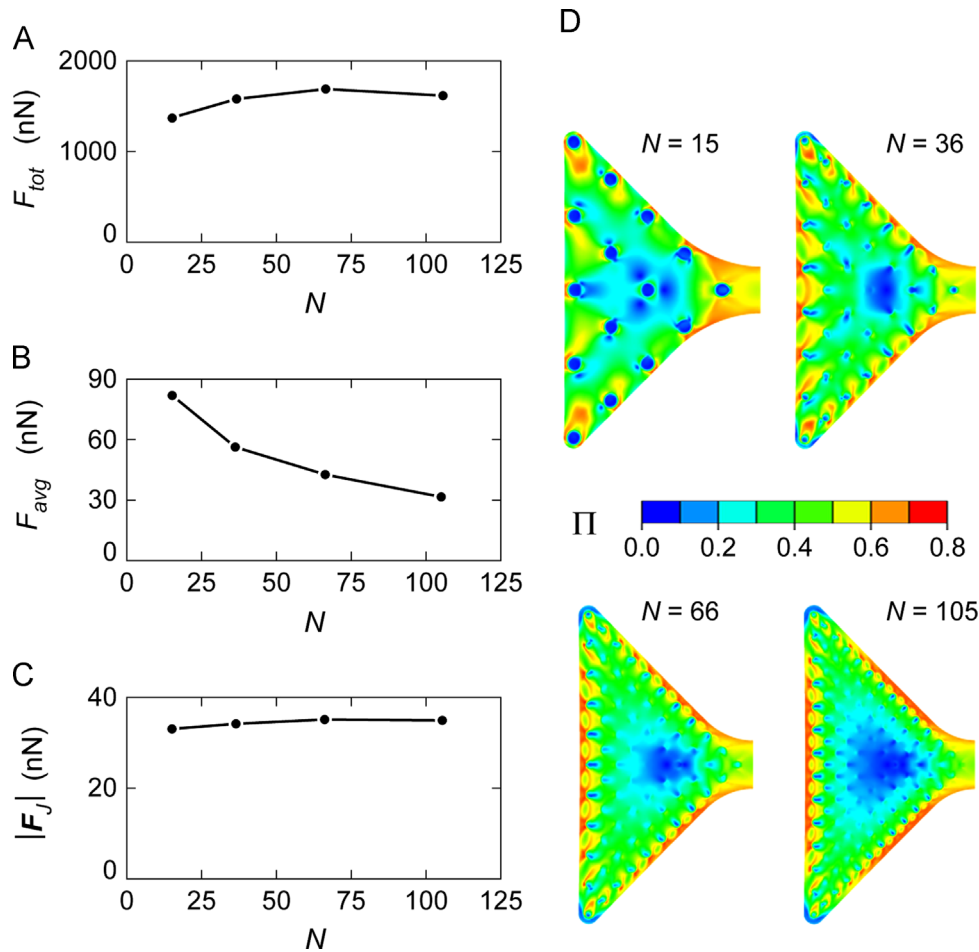 A
2000
1000
0
F_tot (nN)
0 25 50 75 100 125
N
B
90
60
30
0
F_avg (nN)
0 25 50 75 100 125
N
C
40
20
0
|F_J| (nN)
0 25 50 75 100 125
N
D
N = 15
N = 36
Π
0.0 0.2 0.4 0.6 0.8
N = 66
N = 105